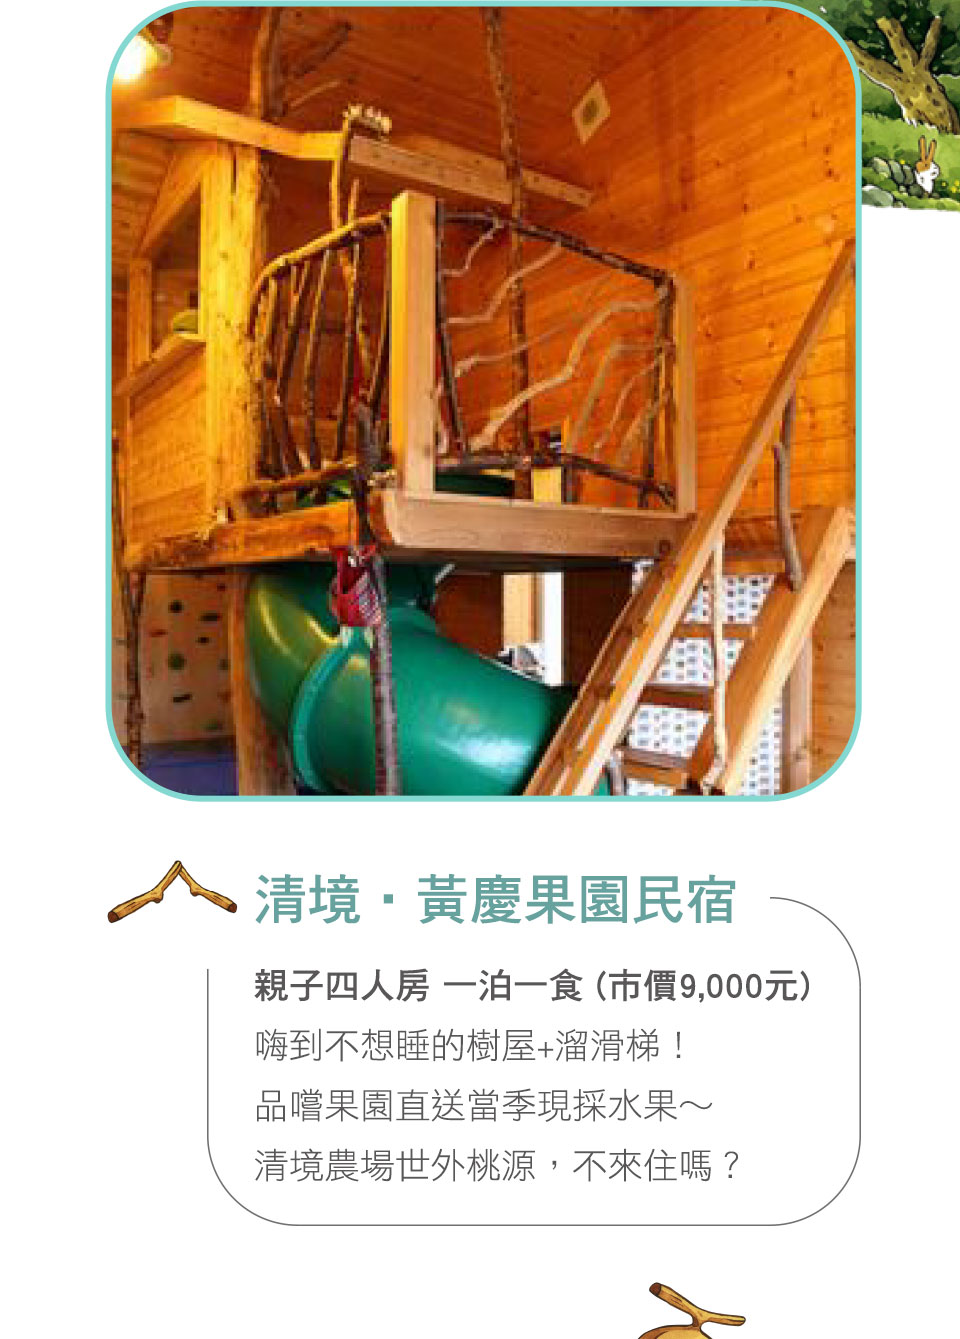 清境·黃慶果園民宿
親子四人房 一泊一食 (市價9,000元)
嗨到不想睡的樹屋+溜滑梯！
品嚐果園直送當季現採水果～
清境農場世外桃源，不來住嗎？